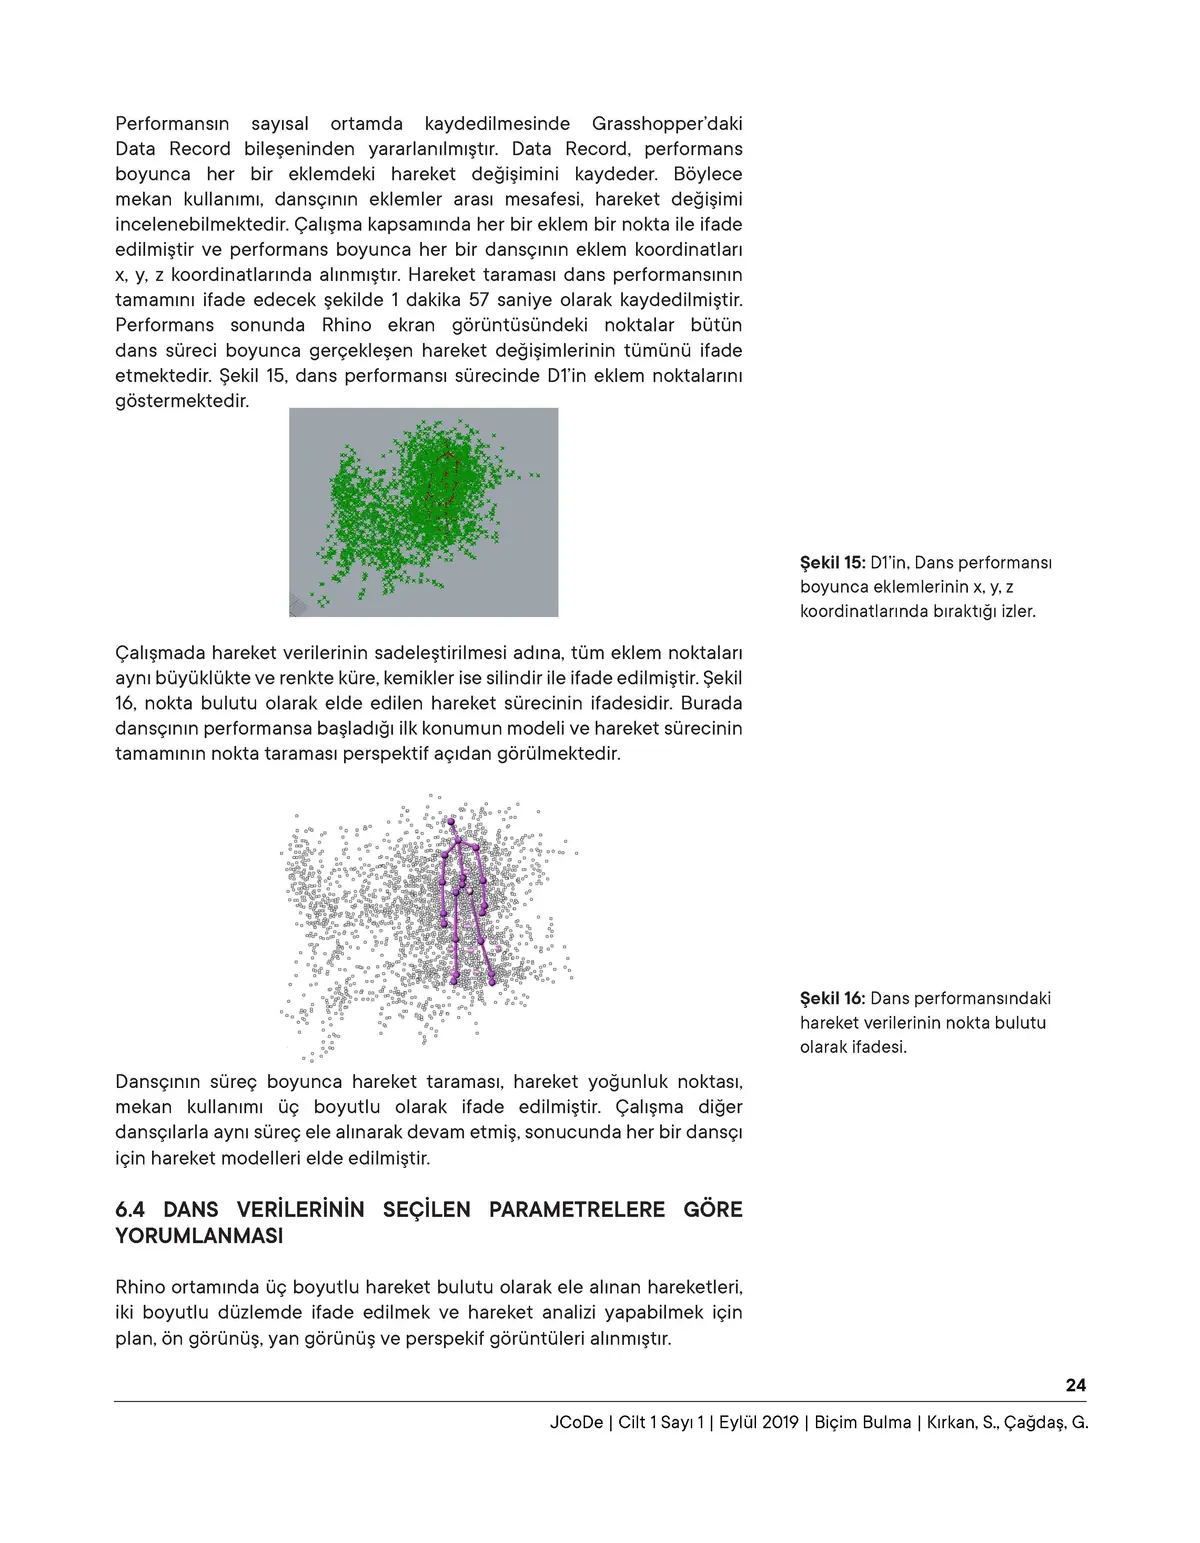 Performansın sayısal ortamda kaydedilmesinde Grasshopper’daki
Data Record bileşeninden yararlanılmıştır. Data Record, performans
boyunca her bir eklemdeki hareket değişimini kaydeder. Böylece
mekan kullanımı, dansçının eklemler arası mesafesi, hareket değişimi
incelenebilmektedir. Çalışma kapsamında her bir eklem bir nokta ile ifade
edilmiştir ve performans boyunca her bir dansçının eklem koordinatları
x, y, z koordinatlarında alınmıştır. Hareket taraması dans performansının
tamamını ifade edecek şekilde 1 dakika 57 saniye olarak kaydedilmiştir.
Performans sonunda Rhino ekran görüntüsündeki noktalar bütün
dans süreci boyunca gerçekleşen hareket değişimlerinin tümünü ifade
etmektedir. Şekil 15, dans performansı sürecinde D1’in eklem noktalarını
göstermektedir.
Şekil 15: D1’in, Dans performansı
boyunca eklemlerinin x, y, z
koordinatlarında bıraktığı izler.
Çalışmada hareket verilerinin sadeleştirilmesi adına, tüm eklem noktaları
aynı büyüklükte ve renkte küre, kemikler ise silindir ile ifade edilmiştir. Şekil
16, nokta bulutu olarak elde edilen hareket sürecinin ifadesidir. Burada
dansçının performansa başladığı ilk konumun modeli ve hareket sürecinin
tamamının nokta taraması perspektif açıdan görülmektedir.
Şekil 16: Dans performansındaki
hareket verilerinin nokta bulutu
olarak ifadesi.
Dansçının süreç boyunca hareket taraması, hareket yoğunluk noktası,
mekan kullanımı üç boyutlu olarak ifade edilmiştir. Çalışma diğer
dansçılarla aynı süreç ele alınarak devam etmiş, sonucunda her bir dansçı
için hareket modelleri elde edilmiştir.
6.4 DANS VERİLERİNİN SEÇİLEN PARAMETRELERE GÖRE
YORUMLANMASI
Rhino ortamında üç boyutlu hareket bulutu olarak ele alınan hareketleri,
iki boyutlu düzlemde ifade edilmek ve hareket analizi yapabilmek için
plan, ön görünüş, yan görünüş ve perspekif görüntüleri alınmıştır.
24
JCoDe | Cilt 1 Sayı 1 | Eylül 2019 | Biçim Bulma | Kırkan, S., Çağdaş, G.